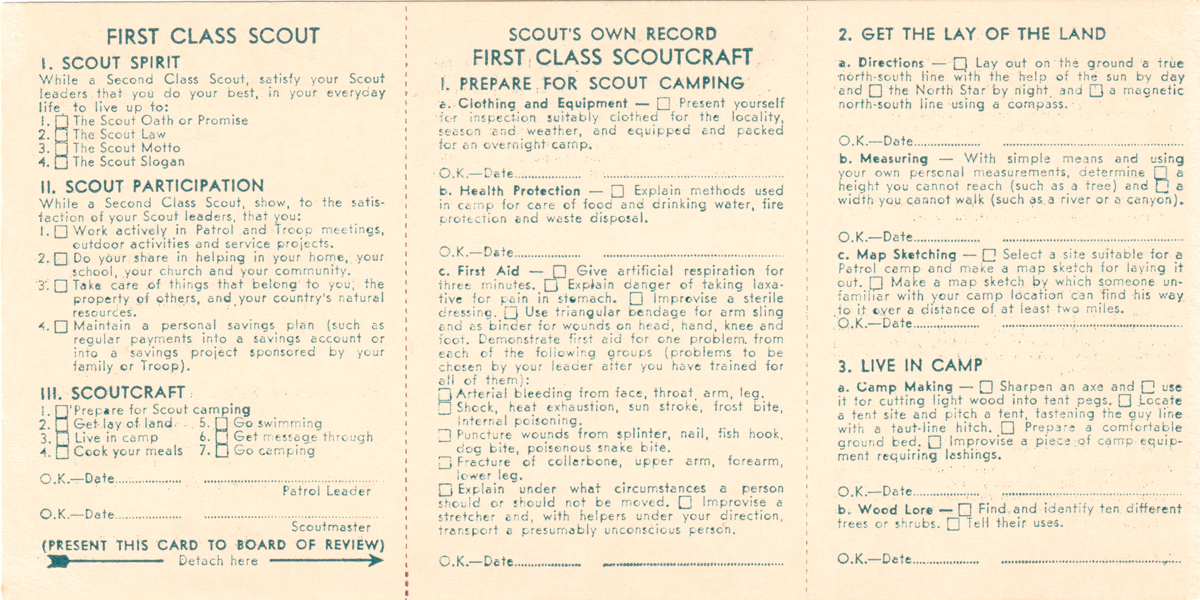 FIRST CLASS SCOUT
I. SCOUT SPIRIT
While a Second Class Scout, satisfy your Scout
leaders that you do your best, in your everyday
life to live up to:
1. ☐ The Scout Oath or Promise
2. ☐ The Scout Law
3. ☐ The Scout Motto
4. ☐ The Scout Slogan
II. SCOUT PARTICIPATION
While a Second Class Scout, show, to the satis-
faction of your Scout leaders, that you:
1. ☐ Work actively in Patrol and Troop meetings,
outdoor activities and service projects.
2. ☐ Do your share in helping in your home, your
school, your church and your community.
3. ☐ Take care of things that belong to you, the
property of others, and your country's natural
resources.
4. ☐ Maintain a personal savings plan (such as
regular payments into a savings account or
into a savings project sponsored by your
family or Troop).
III. SCOUTCRAFT
1. ☐ Prepare for Scout camping
2. ☐ Get lay of land 5. ☐ Go swimming
3. ☐ Live in camp 6. ☐ Get message through
4. ☐ Cook your meals 7. ☐ Go camping
O.K.—Date.................... ........................................
Patrol Leader
O.K.—Date.................... ........................................
Scoutmaster
(PRESENT THIS CARD TO BOARD OF REVIEW)
Detach here
SCOUT'S OWN RECORD
FIRST CLASS SCOUTCRAFT
1. PREPARE FOR SCOUT CAMPING
a. Clothing and Equipment — ☐ Present yourself
for inspection suitably clothed for the locality,
season and weather, and equipped and packed
for an overnight camp.
O.K.—Date.................... ........................................
b. Health Protection — ☐ Explain methods used
in camp for care of food and drinking water, fire
protection and waste disposal.
O.K.—Date.................... ........................................
c. First Aid — ☐ Give artificial respiration for
three minutes. ☐ Explain danger of taking laxa-
tive for pain in stomach. ☐ Improvise a sterile
dressing. ☐ Use triangular bendage for arm sling
and as binder for wounds on head, hand, knee and
foot. Demonstrate first aid for one problem from
each of the following groups (problems to be
chosen by your leader after you have trained for
all of them):
☐ Arterial bleeding from face, throat, arm, leg.
☐ Shock, heat exhaustion, sun stroke, frost bite,
internal poisoning.
☐ Puncture wounds from splinter, nail, fish hook,
dog bite, poisonous snake bite.
☐ Fracture of collarbone, upper arm, forearm,
lower leg.
☐ Explain under what circumstances a person
should or should not be moved. ☐ Improvise a
stretcher and, with helpers under your direction,
transport a presumably unconscious person.
O.K.—Date.................... ........................................
2. GET THE LAY OF THE LAND
a. Directions — ☐ Lay out on the ground a true
north-south line with the help of the sun by day
and ☐ the North Star by night, and ☐ a magnetic
north-south line using a compass.
O.K.—Date.................... ........................................
b. Measuring — With simple means and using
your own personal measurements, determine ☐ a
height you cannot reach (such as a tree) and ☐ a
width you cannot walk (such as a river or a canyon).
O.K.—Date.................... ........................................
c. Map Sketching — ☐ Select a site suitable for a
Patrol camp and make a map sketch for laying it
out. ☐ Make a map sketch by which someone un-
familiar with your camp location can find his way
to it over a distance of at least two miles.
O.K.—Date.................... ........................................
3. LIVE IN CAMP
a. Camp Making — ☐ Sharpen an axe and ☐ use
it for cutting light wood into tent pegs. ☐ Locate
a tent site and pitch a tent, fastening the guy line
with a taut-line hitch. ☐ Prepare a comfortable
ground bed. ☐ Improvise a piece of camp equip-
ment requiring lashings.
O.K.—Date.................... ........................................
b. Wood Lore — ☐ Find and identify ten different
trees or shrubs. ☐ Tell their uses.
O.K.—Date.................... ........................................